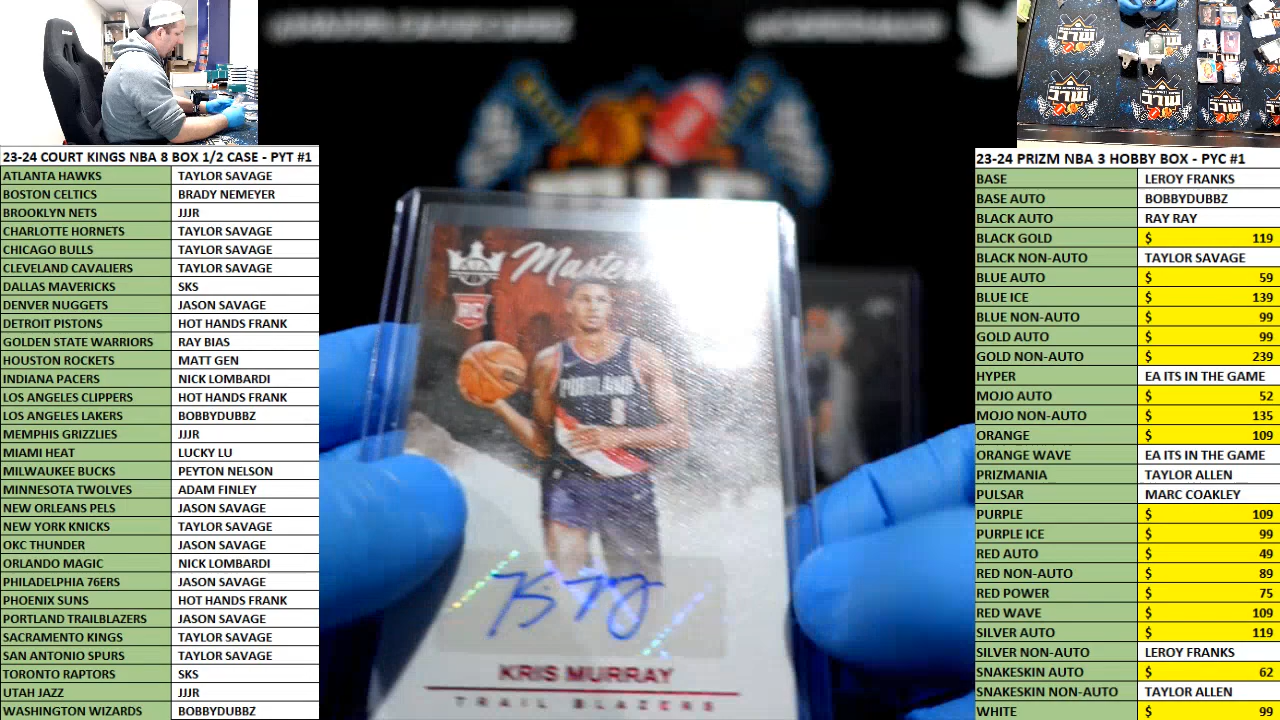 23-24 COURT KINGS NBA 8 BOX 1/2 CASE - PYT #1
ATLANTA HAWKS TAYLOR SAVAGE
BOSTON CELTICS BRADY NEMEYER
BROOKLYN NETS JJJR
CHARLOTTE HORNETS TAYLOR SAVAGE
CHICAGO BULLS TAYLOR SAVAGE
CLEVELAND CAVALIERS TAYLOR SAVAGE
DALLAS MAVERICKS SKS
DENVER NUGGETS JASON SAVAGE
DETROIT PISTONS HOT HANDS FRANK
GOLDEN STATE WARRIORS RAY BIAS
HOUSTON ROCKETS MATT GEN
INDIANA PACERS NICK LOMBARDI
LOS ANGELES CLIPPERS HOT HANDS FRANK
LOS ANGELES LAKERS BOBBYDUBBZ
MEMPHIS GRIZZLIES JJJR
MIAMI HEAT LUCKY LU
MILWAUKEE BUCKS PEYTON NELSON
MINNESOTA TWOLVES ADAM FINLEY
NEW ORLEANS PELS JASON SAVAGE
NEW YORK KNICKS TAYLOR SAVAGE
OKC THUNDER JASON SAVAGE
ORLANDO MAGIC NICK LOMBARDI
PHILADELPHIA 76ERS JASON SAVAGE
PHOENIX SUNS HOT HANDS FRANK
PORTLAND TRAILBLAZERS JASON SAVAGE
SACRAMENTO KINGS TAYLOR SAVAGE
SAN ANTONIO SPURS TAYLOR SAVAGE
TORONTO RAPTORS SKS
UTAH JAZZ JJJR
WASHINGTON WIZARDS BOBBYDUBBZ
RC
PORTLAND
8
KRIS MURRAY
TRAIL BLAZERS
23-24 PRIZM NBA 3 HOBBY BOX - PYC #1
BASE LEROY FRANKS
BASE AUTO BOBBYDUBBZ
BLACK AUTO RAY RAY
BLACK GOLD $ 119
BLACK NON-AUTO TAYLOR SAVAGE
BLUE AUTO $ 59
BLUE ICE $ 139
BLUE NON-AUTO $ 99
GOLD AUTO $ 99
GOLD NON-AUTO $ 239
HYPER EA ITS IN THE GAME
MOJO AUTO $ 52
MOJO NON-AUTO $ 135
ORANGE $ 109
ORANGE WAVE EA ITS IN THE GAME
PRIZMANIA TAYLOR ALLEN
PULSAR MARC COAKLEY
PURPLE $ 109
PURPLE ICE $ 99
RED AUTO $ 49
RED NON-AUTO $ 89
RED POWER $ 75
RED WAVE $ 109
SILVER AUTO $ 119
SILVER NON-AUTO LEROY FRANKS
SNAKESKIN AUTO $ 62
SNAKESKIN NON-AUTO TAYLOR ALLEN
WHITE $ 99